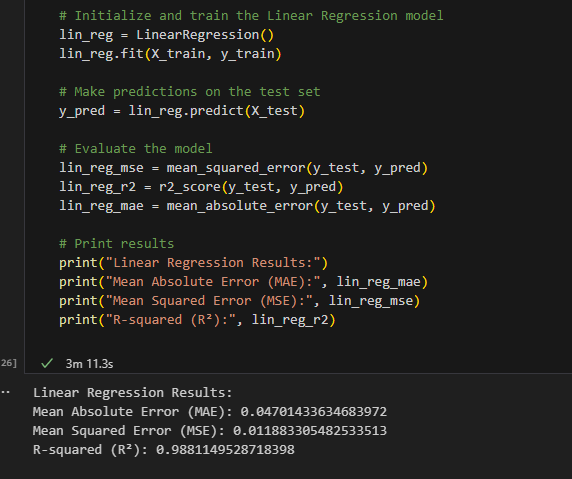 # Initialize and train the Linear Regression model
lin_reg = LinearRegression()
lin_reg.fit(X_train, y_train)
# Make predictions on the test set
y_pred = lin_reg.predict(X_test)
# Evaluate the model
lin_reg_mse = mean_squared_error(y_test, y_pred)
lin_reg_r2 = r2_score(y_test, y_pred)
lin_reg_mae = mean_absolute_error(y_test, y_pred)
# Print results
print("Linear Regression Results:")
print("Mean Absolute Error (MAE):", lin_reg_mae)
print("Mean Squared Error (MSE):", lin_reg_mse)
print("R-squared (R²):", lin_reg_r2)
26] 3m 11.3s
Linear Regression Results:
Mean Absolute Error (MAE): 0.04701433634683972
Mean Squared Error (MSE): 0.011883305482533513
R-squared (R²): 0.9881149528718398